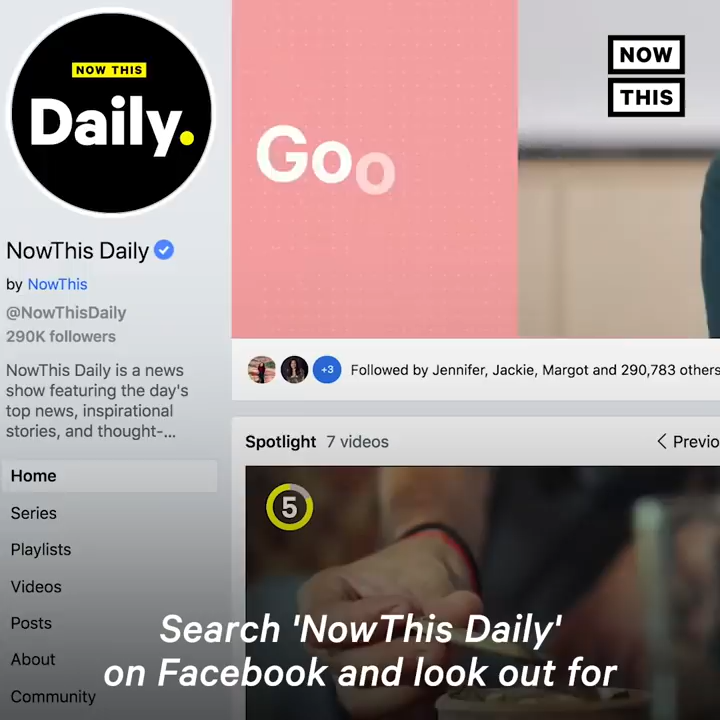 NOW THIS
Daily.
NowThis Daily
by NowThis
@NowThisDaily
290K followers
NowThis Daily is a news
show featuring the day's
top news, inspirational
stories, and thought-...
Home
Series
Playlists
Videos
Posts
About
Community
Goo
NOW
THIS
+3
Followed by Jennifer, Jackie, Margot and 290,783 others
Spotlight 7 videos
< Previo
5
Search 'NowThis Daily'
on Facebook and look out for